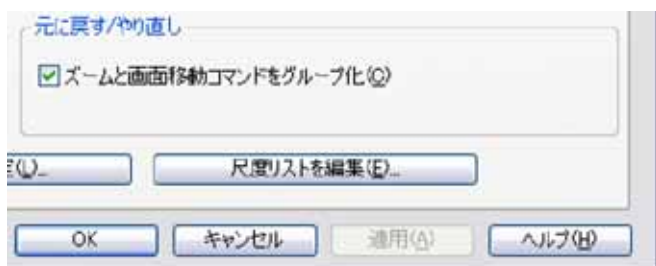 元に戻す/やり直し
ズームと画面移動コマンドをグループ化(C)
定(L)... 尺度リストを編集(E)...
OK キャンセル 適用(A) ヘルプ(H)